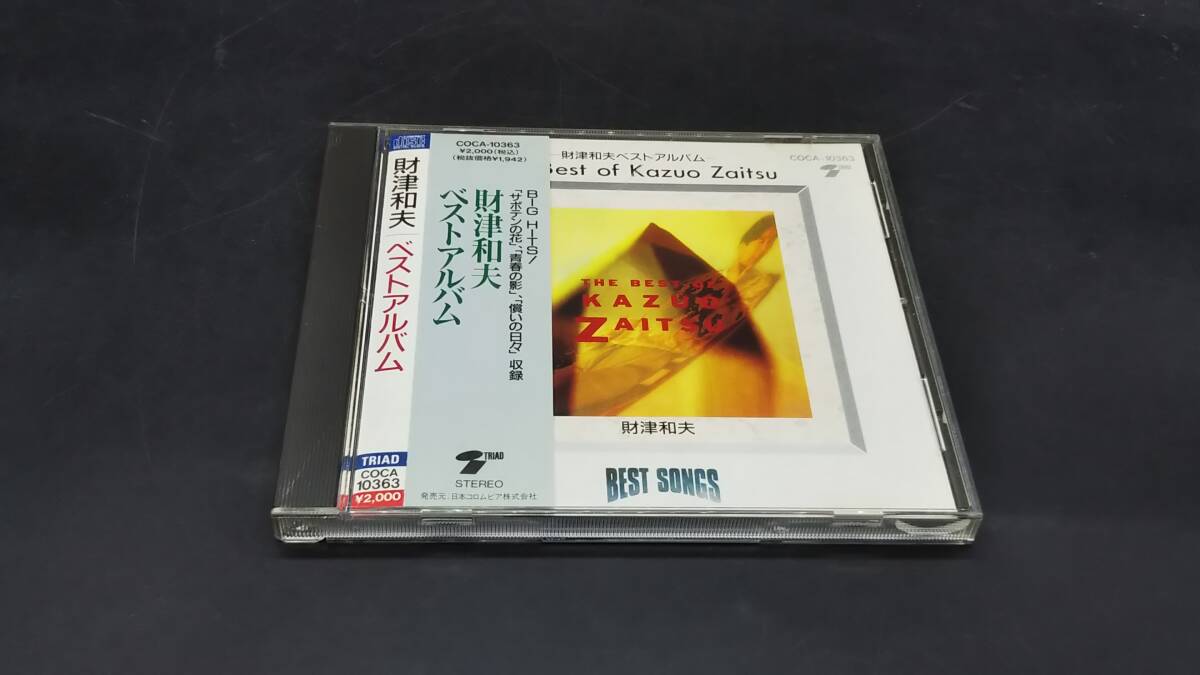 財津和夫 ベストアルバム
TRIAD
COCA
10363
¥2,000
COCA-10363
¥2,000(税込)
(税抜価格¥1,942)
BIG HITS!
「サボテンの花」、「青春の影」、「償いの日々」収録
財津和夫
ベストアルバム
TRIAD
STEREO
発売元:日本コロムビア株式会社
財津和夫ベストアルバム
COCA-10363
Best of Kazuo Zaitsu
THE BEST OF
KAZUO
ZAITSU
財津和夫
BEST SONGS